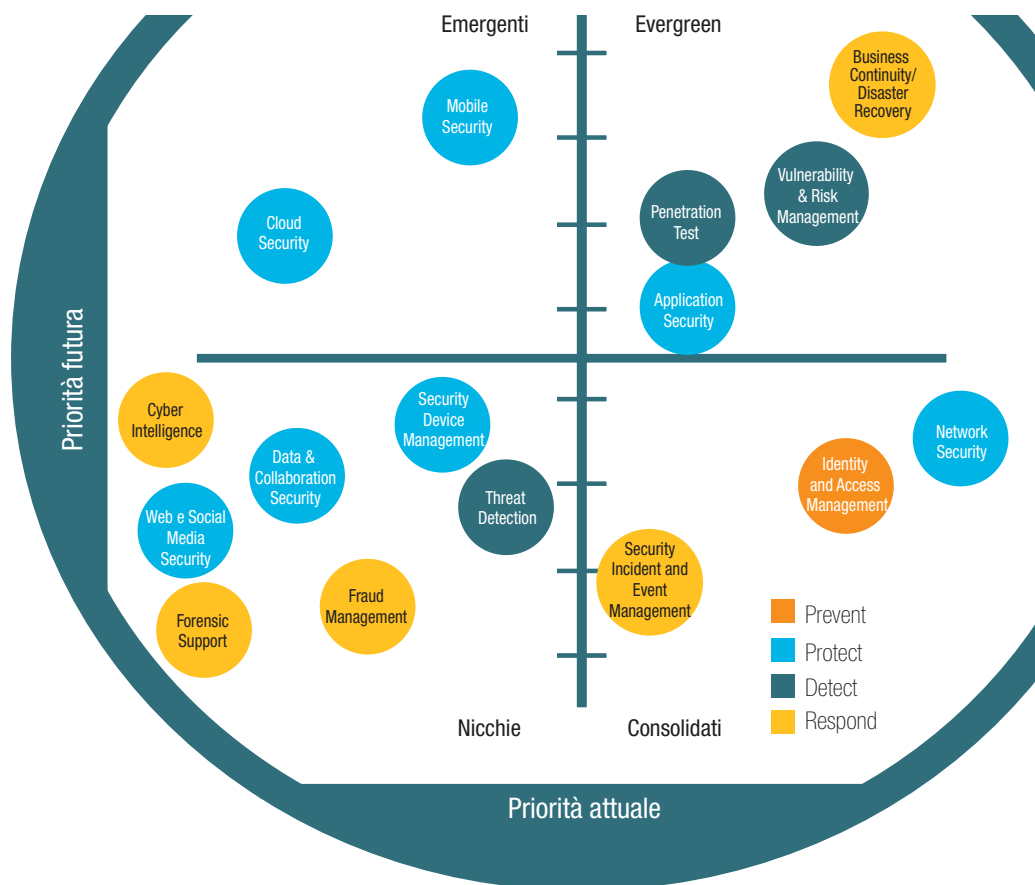 Emergenti
Evergreen
Mobile
Security
Business
Continuity/
Disaster
Recovery
Cloud
Security
Penetration
Test
Vulnerability
& Risk
Management
Application
Security
Priorità futura
Cyber
Intelligence
Security
Device
Management
Data &
Collaboration
Security
Threat
Detection
Web e Social
Media
Security
Forensic
Support
Fraud
Management
Network
Security
Identity
and Access
Management
Security
Incident and
Event
Management
Prevent
Protect
Detect
Respond
Nicchie
Consolidati
Priorità attuale